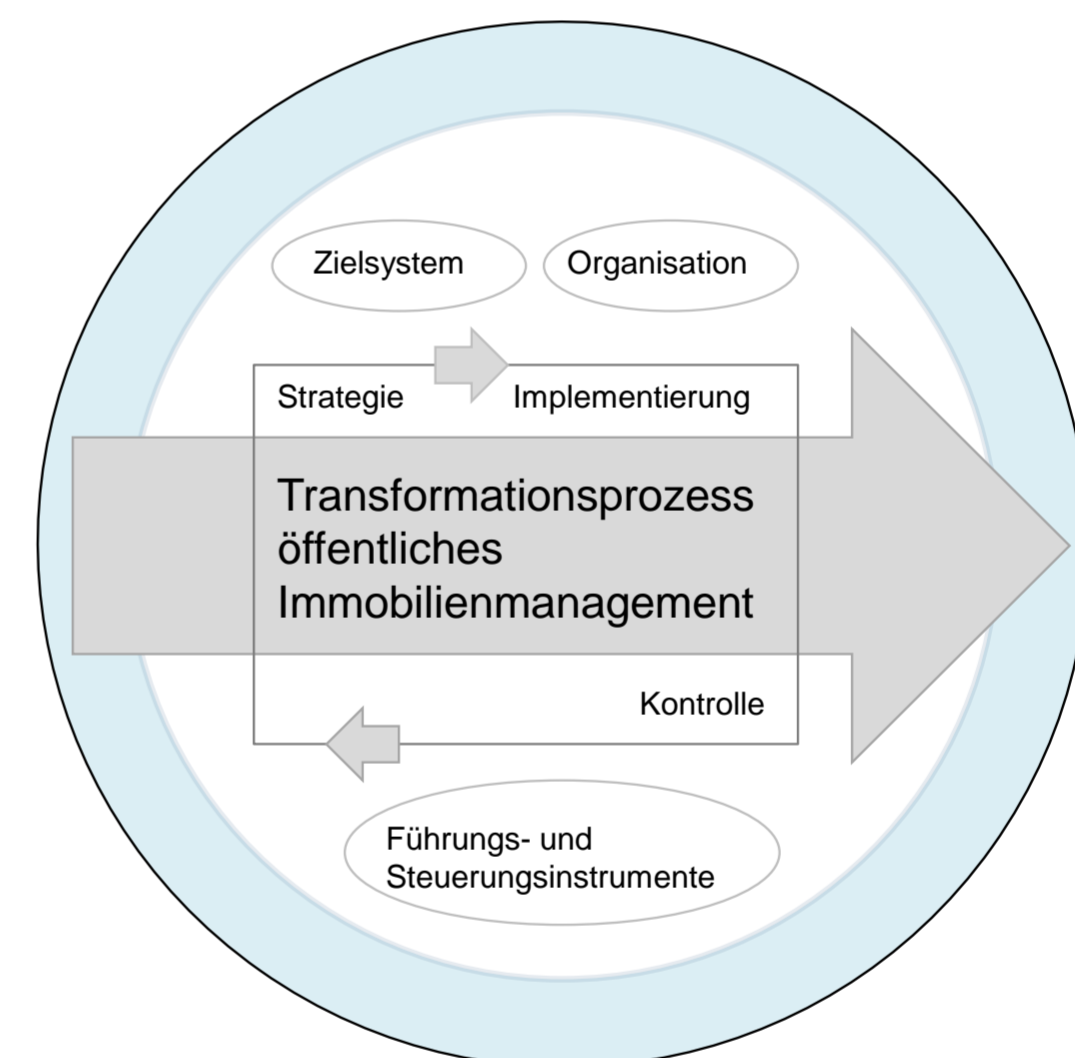 Zielsystem
Organisation
Strategie
Implementierung
Transformationsprozess
öffentliches
Immobilienmanagement
Kontrolle
Führungs- und
Steuerungsinstrumente